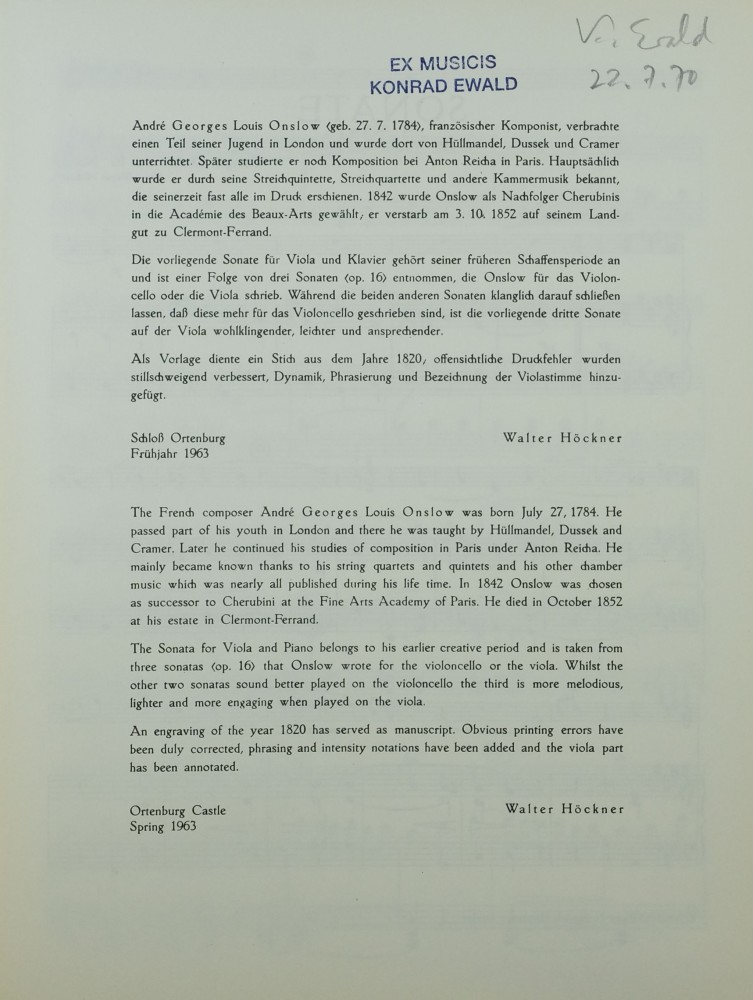 V. Ewald
22. 7. 70
EX MUSICIS
KONRAD EWALD
André Georges Louis Onslow (geb. 27. 7. 1784), französischer Komponist, verbrachte
einen Teil seiner Jugend in London und wurde dort von Hüllmandel, Dussek und Cramer
unterrichtet. Später studierte er noch Komposition bei Anton Reicha in Paris. Hauptsächlich
wurde er durch seine Streichquintette, Streichquartette und andere Kammermusik bekannt,
die seinerzeit fast alle im Druck erschienen. 1842 wurde Onslow als Nachfolger Cherubinis
in die Académie des Beaux-Arts gewählt; er verstarb am 3. 10. 1852 auf seinem Land-
gut zu Clermont-Ferrand.
Die vorliegende Sonate für Viola und Klavier gehört seiner früheren Schaffensperiode an
und ist einer Folge von drei Sonaten (op. 16) entnommen, die Onslow für das Violon-
cello oder die Viola schrieb. Während die beiden anderen Sonaten klanglich darauf schließen
lassen, daß diese mehr für das Violoncello geschrieben sind, ist die vorliegende dritte Sonate
auf der Viola wohlklingender, leichter und ansprechender.
Als Vorlage diente ein Stich aus dem Jahre 1820; offensichtliche Druckfehler wurden
stillschweigend verbessert, Dynamik, Phrasierung und Bezeichnung der Violastimme hinzu-
gefügt.
Schloß Ortenburg
Frühjahr 1963
Walter Höckner
The French composer André Georges Louis Onslow was born July 27, 1784. He
passed part of his youth in London and there he was taught by Hüllmandel, Dussek and
Cramer. Later he continued his studies of composition in Paris under Anton Reicha. He
mainly became known thanks to his string quartets and quintets and his other chamber
music which was nearly all published during his life time. In 1842 Onslow was chosen
as successor to Cherubini at the Fine Arts Academy of Paris. He died in October 1852
at his estate in Clermont-Ferrand.
The Sonata for Viola and Piano belongs to his earlier creative period and is taken from
three sonatas (op. 16) that Onslow wrote for the violoncello or the viola. Whilst the
other two sonatas sound better played on the violoncello the third is more melodious,
lighter and more engaging when played on the viola.
An engraving of the year 1820 has served as manuscript. Obvious printing errors have
been duly corrected, phrasing and intensity notations have been added and the viola part
has been annotated.
Ortenburg Castle
Spring 1963
Walter Höckner